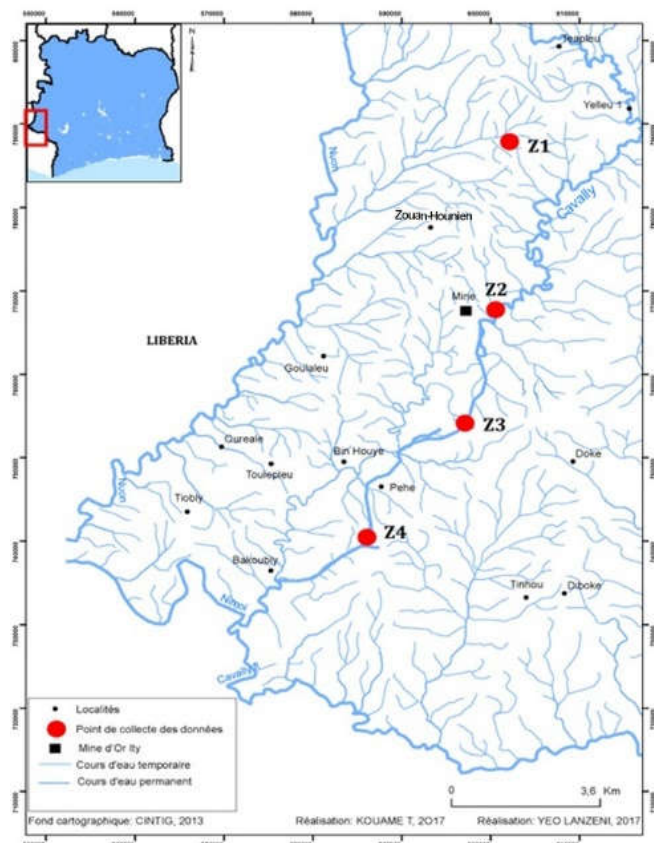 N
Teapleu
Yelleu 1
Z1
Nuon
Cavally
Zouan-Hounien
Z2
Mine
LIBERIA
Goulaleu
Z3
Oureale
Bin Houye
Doke
Toulepleu
Pehe
Nuon
Tiobly
Z4
Bakoubly
Tinhou
Diboke
Nimoi
Cavally
Localités
Point de collecte des données
Mine d'Or Ity
Cours d'eau temporaire
Cours d'eau permanent
0 3,6 Km
Fond cartographique: CINTIG, 2013 Réalisation: KOUAME T, 2O17 Réalisation: YEO LANZENI, 2017